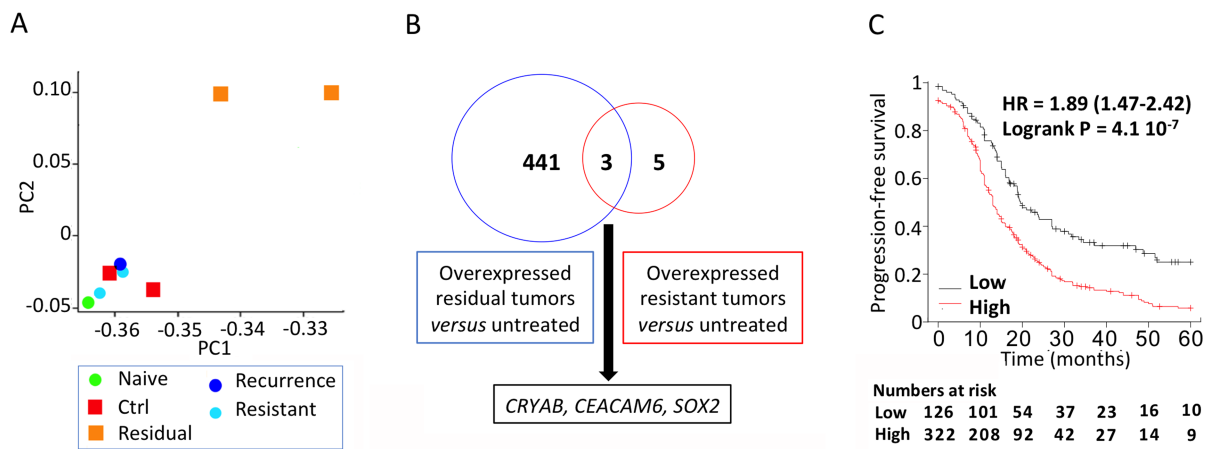 A
B
C
0.10
0.05
0
-0.05
PC2
-0.36
-0.35
-0.34
-0.33
PC1
Naive
Ctrl
Residual
Recurrence
Resistant
441
3
5
Overexpressed
residual tumors
versus untreated
Overexpressed
resistant tumors
versus untreated
CRYAB, CEACAM6, SOX2
HR = 1.89 (1.47-2.42)
Logrank P = 4.1 10-7
Progression-free survival
1
0.8
0.6
0.4
0.2
0
Low
High
0 10 20 30 40 50 60
Time (months)
Numbers at risk
Low 126 101 54 37 23 16 10
High 322 208 92 42 27 14 9